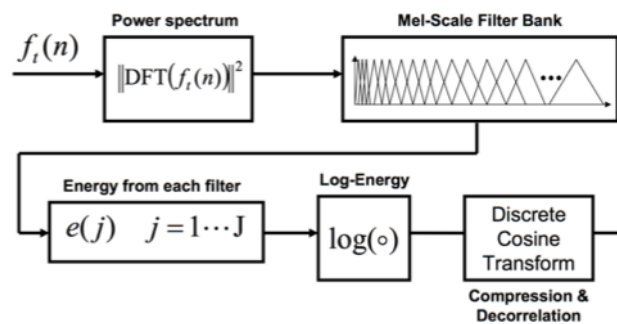 Power spectrum
Mel-Scale Filter Bank
f_t(n)
‖DFT(f_t(n))‖²
•••
Energy from each filter
Log-Energy
e(j) j = 1⋯J
log(∘)
Discrete
Cosine
Transform
Compression &
Decorrelation